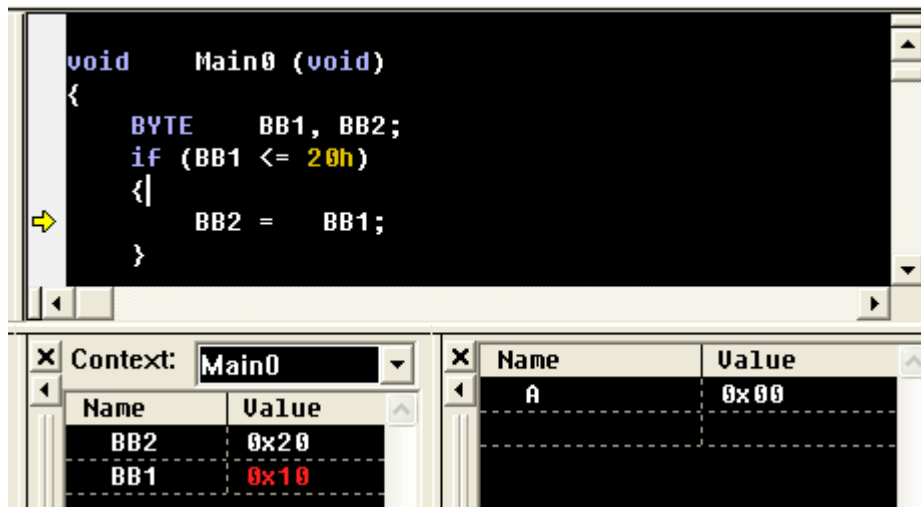 void Main0 (void)
{
BYTE BB1, BB2;
if (BB1 <= 20h)
{
BB2 = BB1;
}
Context: Main0
Name Value
BB2 0x20
BB1 0x10
Name Value
A 0x00